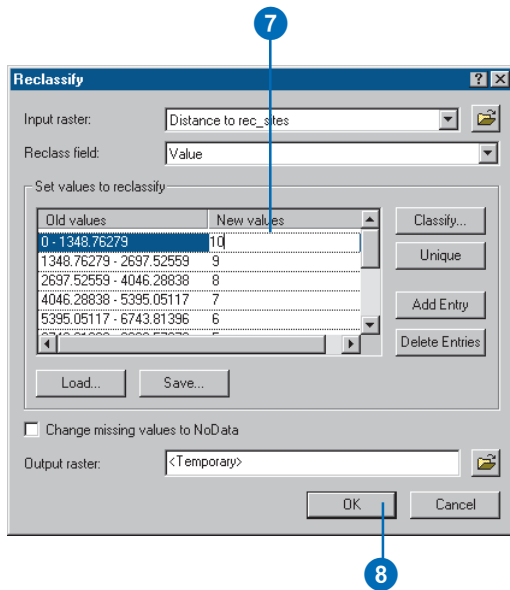 7
Reclassify
Input raster: Distance to rec_sites
Reclass field: Value
Set values to reclassify
Old values New values
0 - 1348.76279 10
1348.76279 - 2697.52559 9
2697.52559 - 4046.28838 8
4046.28838 - 5395.05117 7
5395.05117 - 6743.81396 6
Classify...
Unique
Add Entry
Delete Entries
Load... Save...
Change missing values to NoData
Output raster: <Temporary>
OK Cancel
8